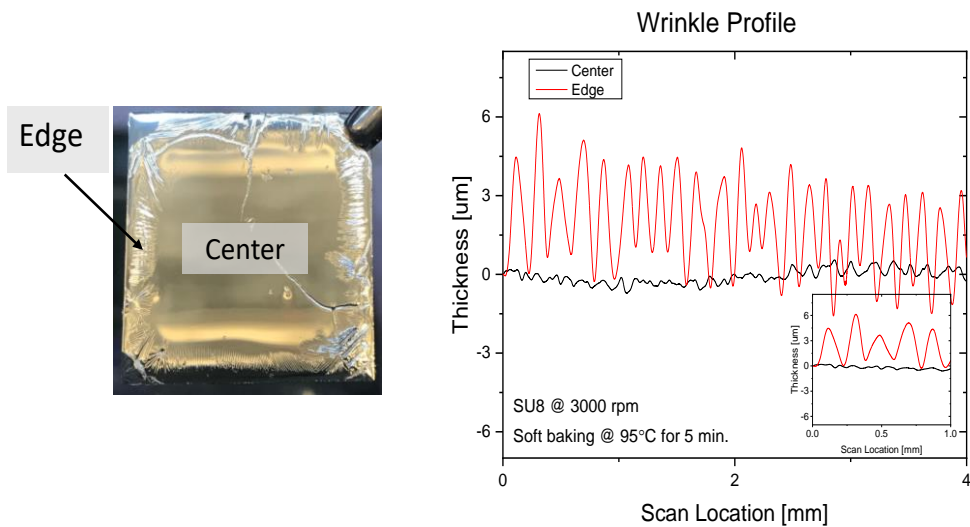 Edge
Center
Wrinkle Profile
Center
Edge
Thickness [um]
6
3
0
-3
-6
SU8 @ 3000 rpm
Soft baking @ 95°C for 5 min.
0
2
4
Scan Location [mm]
Thickness [um]
6
3
0
-3
-6
0.0
0.5
1.0
Scan Location [mm]